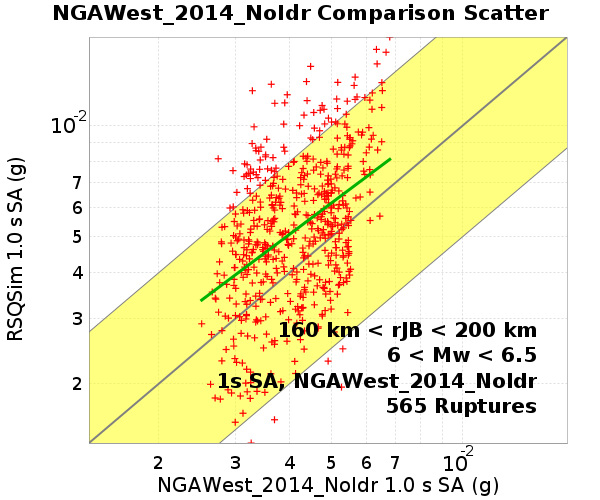 NGAWest_2014_NoIdr Comparison Scatter
RSQSim 1.0 s SA (g)
10-2
7
6
5
4
3
2
160 km < rJB < 200 km
6 < Mw < 6.5
1s SA, NGAWest_2014_NoIdr
565 Ruptures
2 3 4 5 6 7 10-2
NGAWest_2014_NoIdr 1.0 s SA (g)